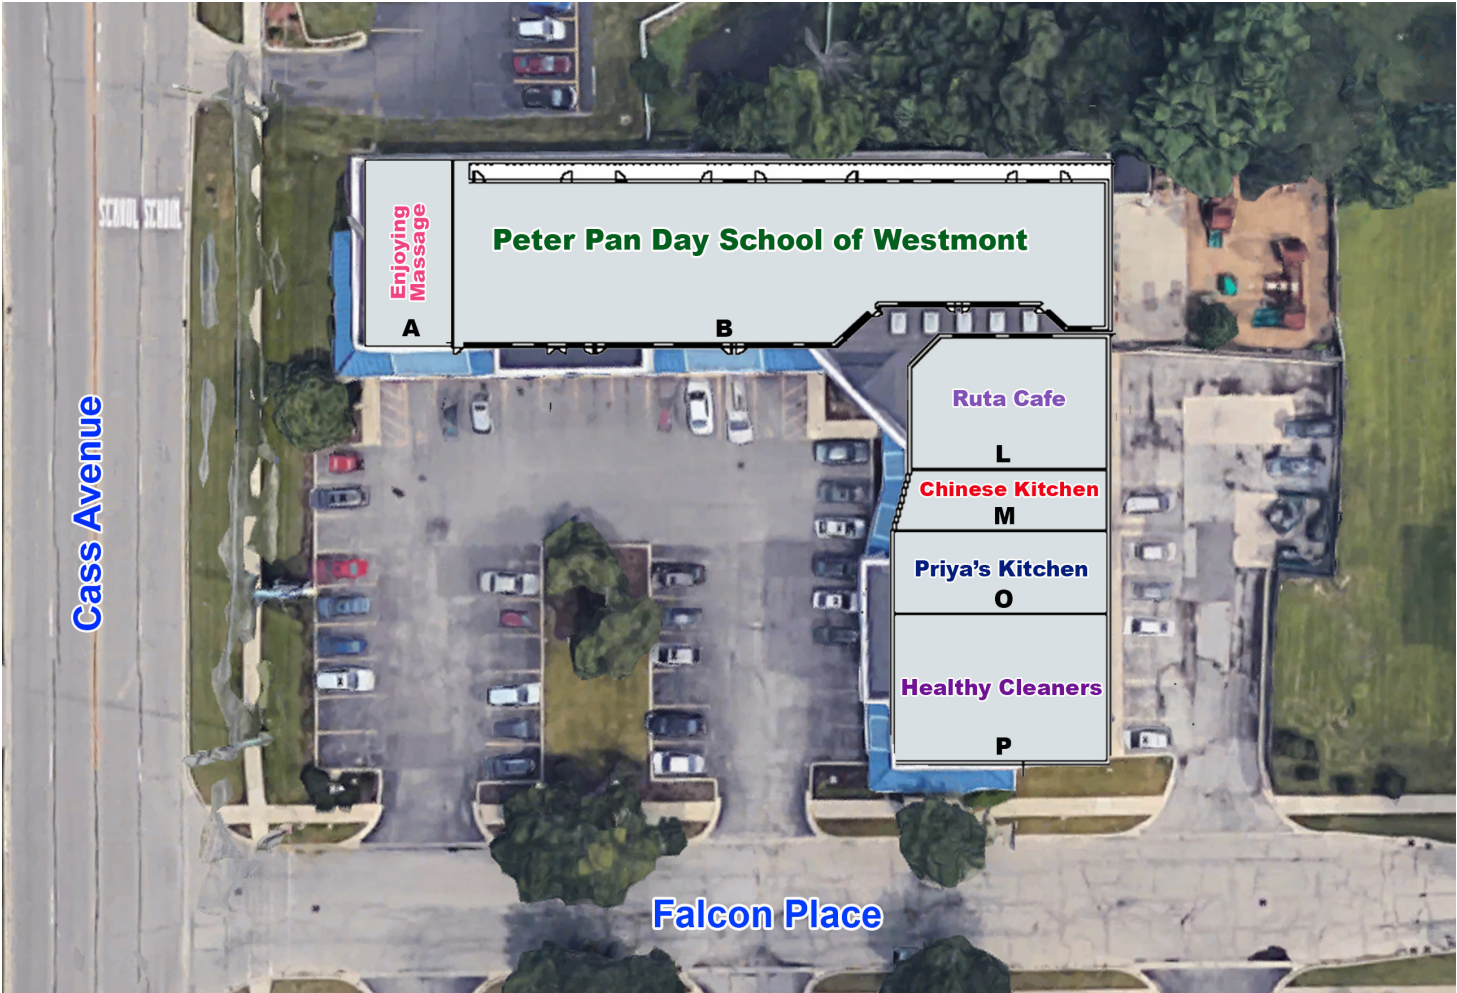 SCHOOL SCHOOL
Enjoying
Massage
A
Peter Pan Day School of Westmont
B
Ruta Cafe
L
Chinese Kitchen
M
Priya's Kitchen
O
Healthy Cleaners
P
Cass Avenue
Falcon Place